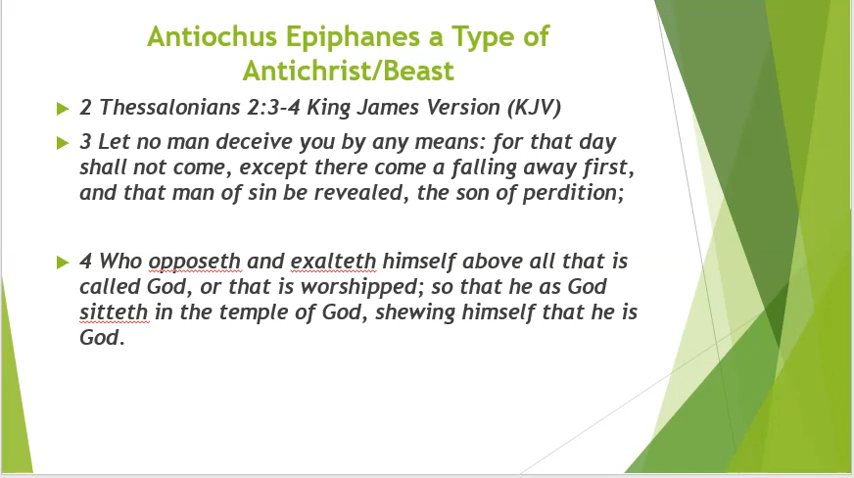 Antiochus Epiphanes a Type of
Antichrist/Beast
2 Thessalonians 2:3-4 King James Version (KJV)
3 Let no man deceive you by any means: for that day
shall not come, except there come a falling away first,
and that man of sin be revealed, the son of perdition;
4 Who opposeth and exalteth himself above all that is
called God, or that is worshipped; so that he as God
sitteth in the temple of God, shewing himself that he is
God.